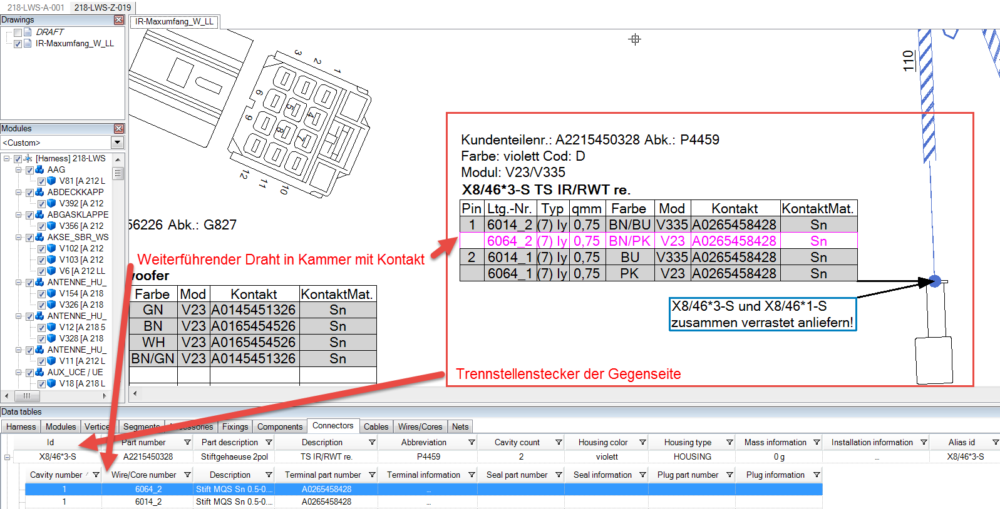 218-LWS-A-001 218-LWS-Z-019
Drawings
DRAFT
IR-Maxumfang_W_LL
Modules
<Custom>
[Harness] 218-LWS
AAG
V81 [A 212 L
ABDECKKAPP
V392 [A 212
ABGASKLAPPE
V356 [A 212
AKSE_SBR_WS
V102 [A 212
V103 [A 212
V6 [A 212 LL
ANTENNE_HU_
V154 [A 218
V326 [A 218
ANTENNE_HU_
V12 [A 218 5
V328 [A 218
ANTENNE_HU_
V11 [A 212 L
AUX_UCE / UE
V18 [A 218 L
IR-Maxumfang_W_LL
3 2 1
6 5 4
9 8 7
12 11 10
56226 Abk.: G827
Weiterführender Draht in Kammer mit Kontakt
woofer
Farbe Mod Kontakt KontaktMat.
GN V23 A0145451326 Sn
BN V23 A0165454526 Sn
WH V23 A0165454526 Sn
BN/GN V23 A0145451326 Sn
110
Kundenteilenr.: A2215450328 Abk.: P4459
Farbe: violett Cod: D
Modul: V23/V335
X8/46*3-S TS IR/RWT re.
Pin Ltg.-Nr. Typ qmm Farbe Mod Kontakt KontaktMat.
1 6014_2 (7) ly 0,75 BN/BU V335 A0265458428 Sn
6064_2 (7) ly 0,75 BN/PK V23 A0265458428 Sn
2 6014_1 (7) ly 0,75 BU V335 A0265458428 Sn
6064_1 (7) ly 0,75 PK V23 A0265458428 Sn
X8/46*3-S und X8/46*1-S
zusammen verrastet anliefern!
Trennstellenstecker der Gegenseite
Data tables
Harness Modules Vertice Segments Fixings Components Connectors Cables Wires/Cores Nets
Id Part number Part description Description Abbreviation Cavity count Housing color Housing type Mass information Installation information Alias id
X8/46*3-S A2215450328 Stiftgehaeuse 2pol TS IR/RWT re. P4459 2 violett HOUSING 0 g ... X8/46*3-S
Cavity number Wire/Core number Description Terminal part number Terminal information Seal part number Seal information Plug part number Plug information
1 6064_2 Stift MQS Sn 0.5-0.... A0265458428 ...
1 6014_2 Stift MQS Sn 0.5-0.... A0265458428 ...